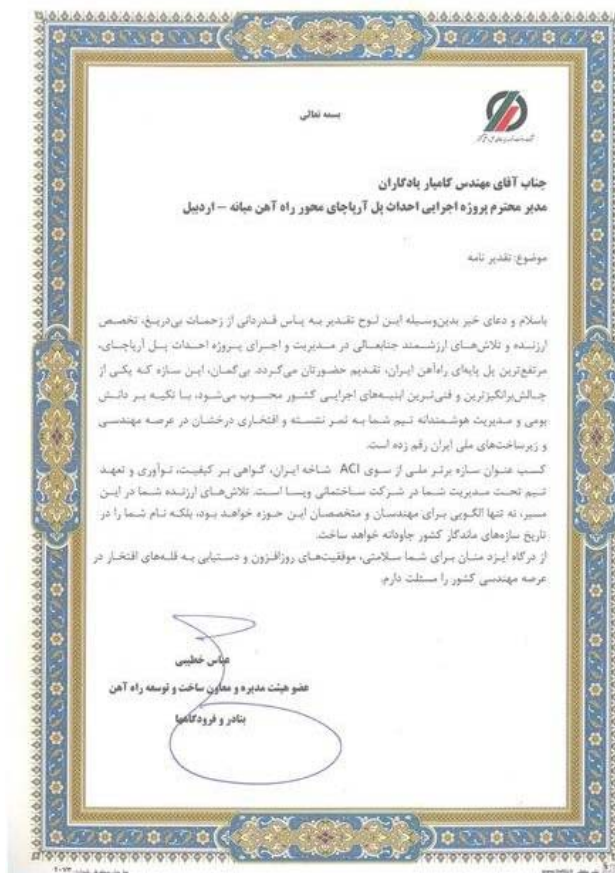 بسمه تعالی
جناب آقای مهندس کامیار یادگاران
مدیر محترم پروژه اجرایی احداث پل آرپاچای محور راه آهن میانه – اردبیل
موضوع: تقدیر نامه
باسلام و دعای خیر بدین‌وسیله این لوح تقدیر به پاس قدردانی از زحمات بی‌دریغ، تخصص
ارزنده و تلاش‌های ارزشمند جنابعالی در مدیریت و اجرای پروژه احداث پل آرپاچای،
مرتفع‌ترین پل پایه‌ای راه‌آهن ایران، تقدیم حضورتان می‌گردد. بی‌گمان، این سازه که یکی از
چالش‌برانگیزترین و فنی‌ترین ابنیه‌های اجرایی کشور محسوب می‌شود، با تکیه بر دانش
بومی و مدیریت هوشمندانه تیم شما به ثمر نشسته و افتخاری درخشان در عرصه مهندسی
و زیرساخت‌های ملی ایران رقم زده است.
کسب عنوان سازه برتر ملی از سوی ACI شاخه ایران، گواهی بر کیفیت، نوآوری و تعهد
تیم تحت مدیریت شما در شرکت ساختمانی ویسا است. تلاش‌های ارزنده شما در این
مسیر، نه تنها الگویی برای مهندسان و متخصصان این حوزه خواهد بود، بلکه نام شما را در
تاریخ سازه‌های ماندگار کشور جاودانه خواهد ساخت.
از درگاه ایزد منان برای شما سلامتی، موفقیت‌های روزافزون و دستیابی به قله‌های افتخار در
عرصه مهندسی کشور را مسئلت دارم.
عباس خطیبی
عضو هیئت مدیره و معاون ساخت و توسعه راه آهن
بنادر و فرودگاهها